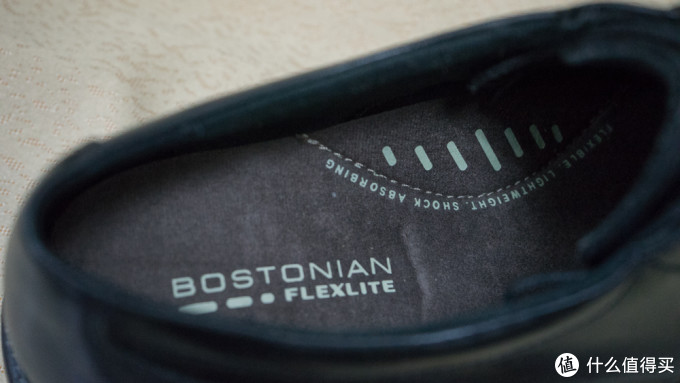 BOSTONIAN
FLEXLITE
FLEXIBLE. LIGHTWEIGHT. SHOCK ABSORBING
值 什么值得买